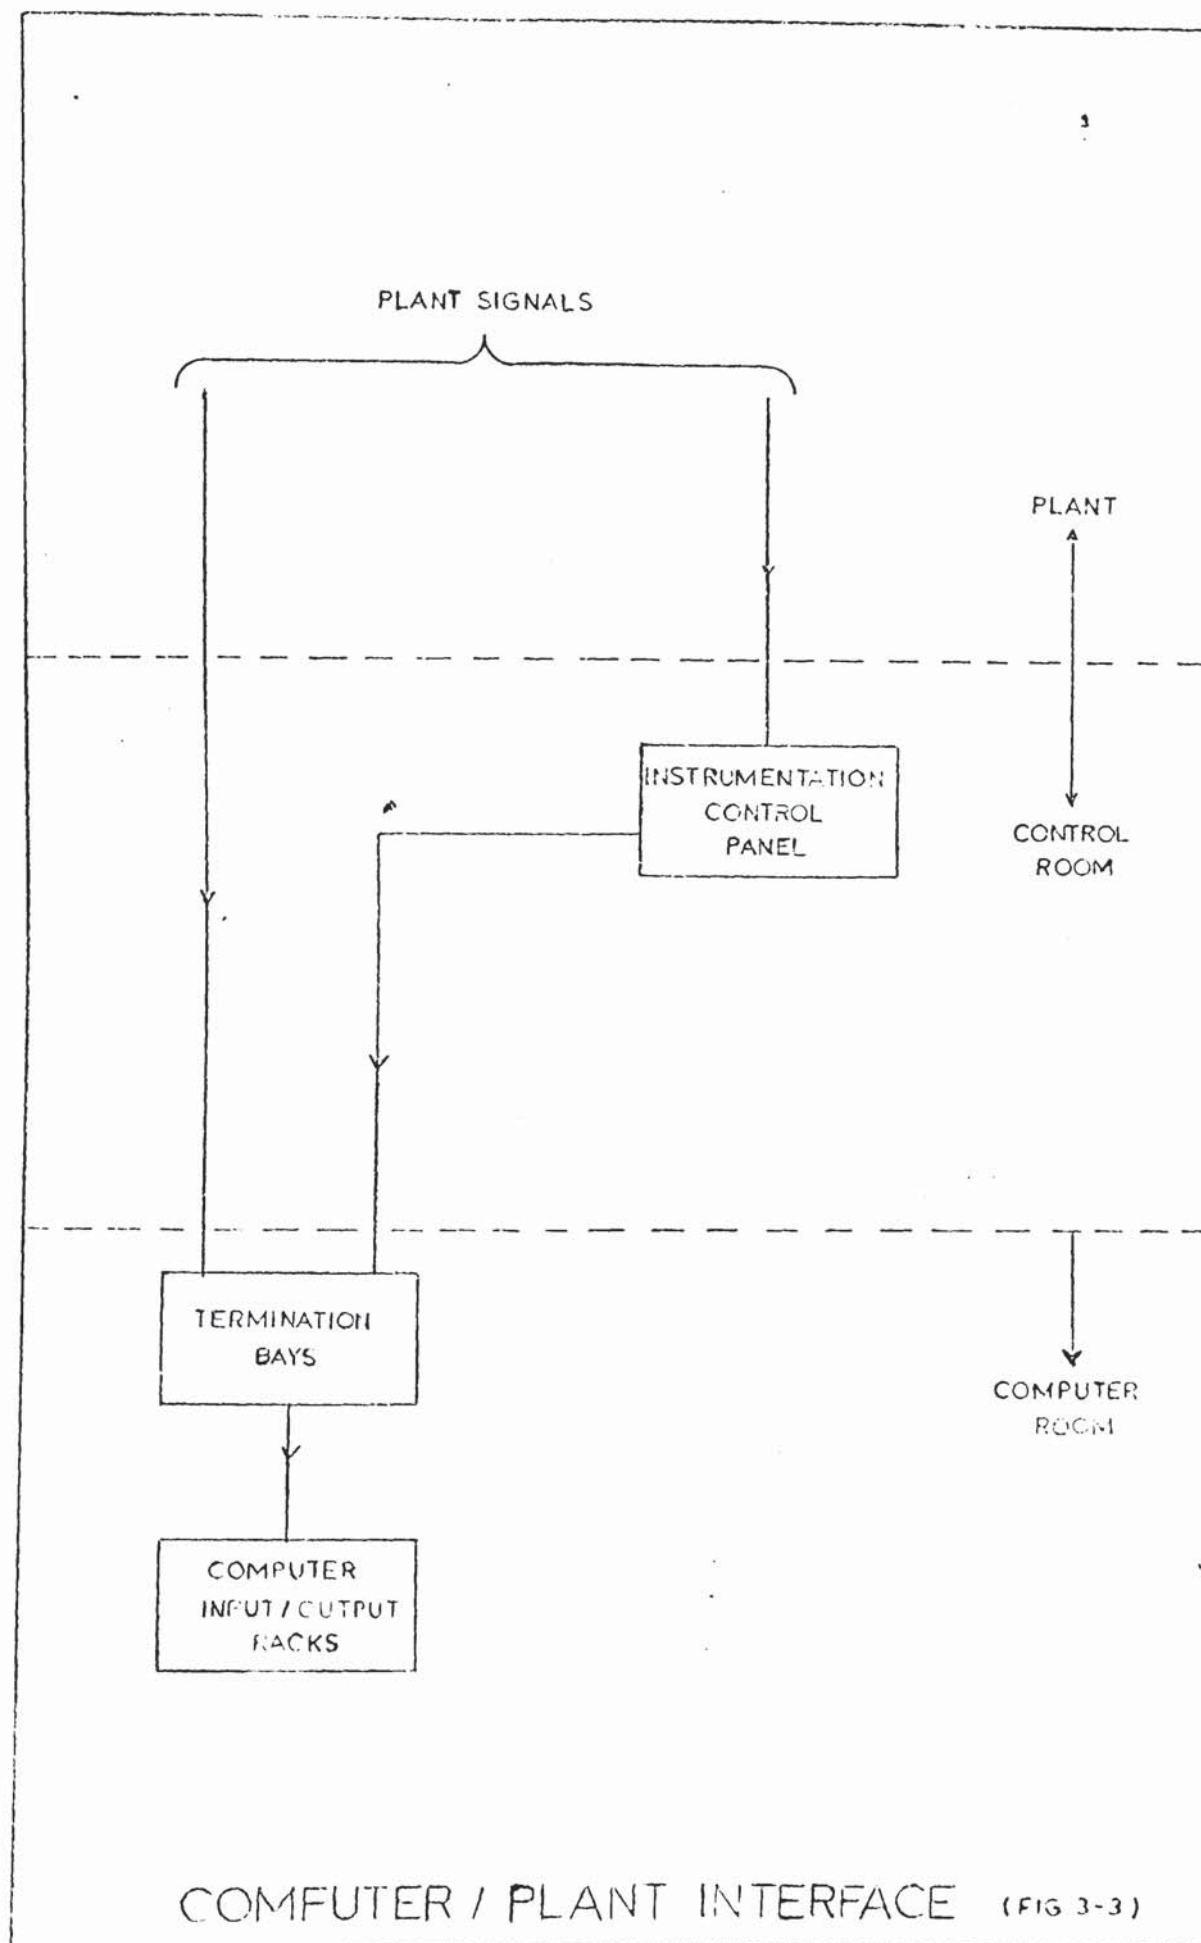 PLANT SIGNALS
PLANT
INSTRUMENTATION
CONTROL
PANEL
CONTROL
ROOM
TERMINATION
BAYS
COMPUTER
ROOM
COMPUTER
INPUT / OUTPUT
RACKS
COMPUTER / PLANT INTERFACE (FIG 3-3)